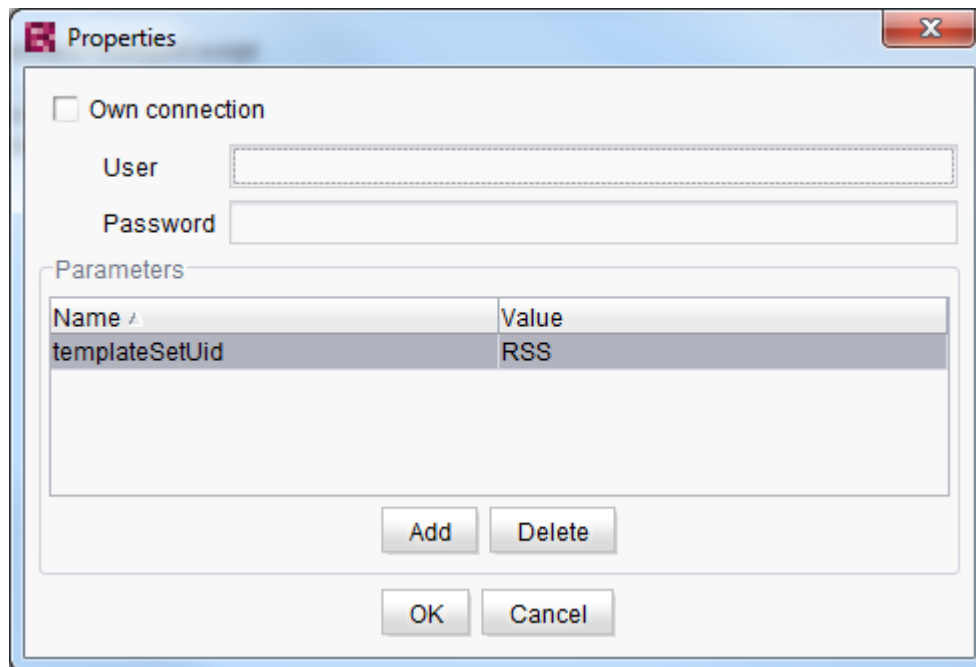 Properties
Own connection
User
Password
Parameters
Name Value
templateSetUid RSS
Add Delete
OK Cancel